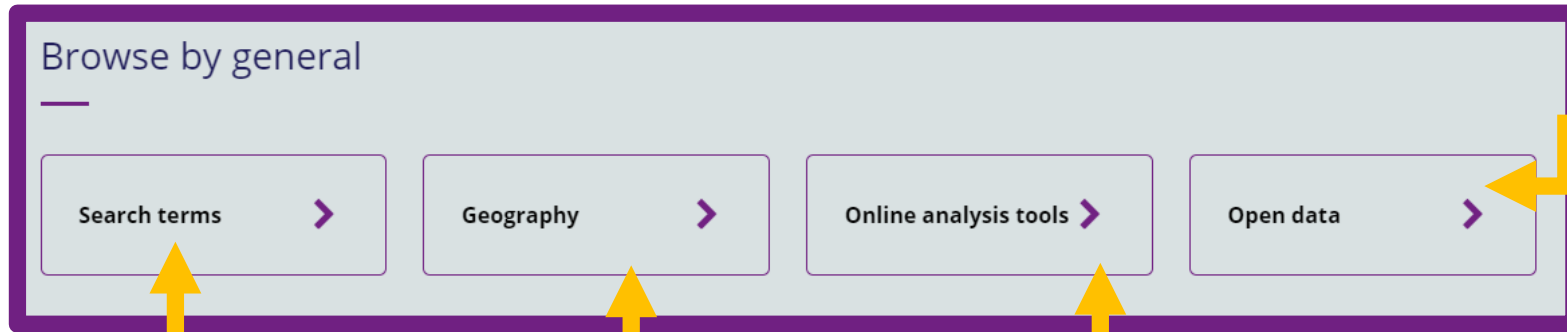 Browse by general
Search terms
Geography
Online analysis tools
Open data